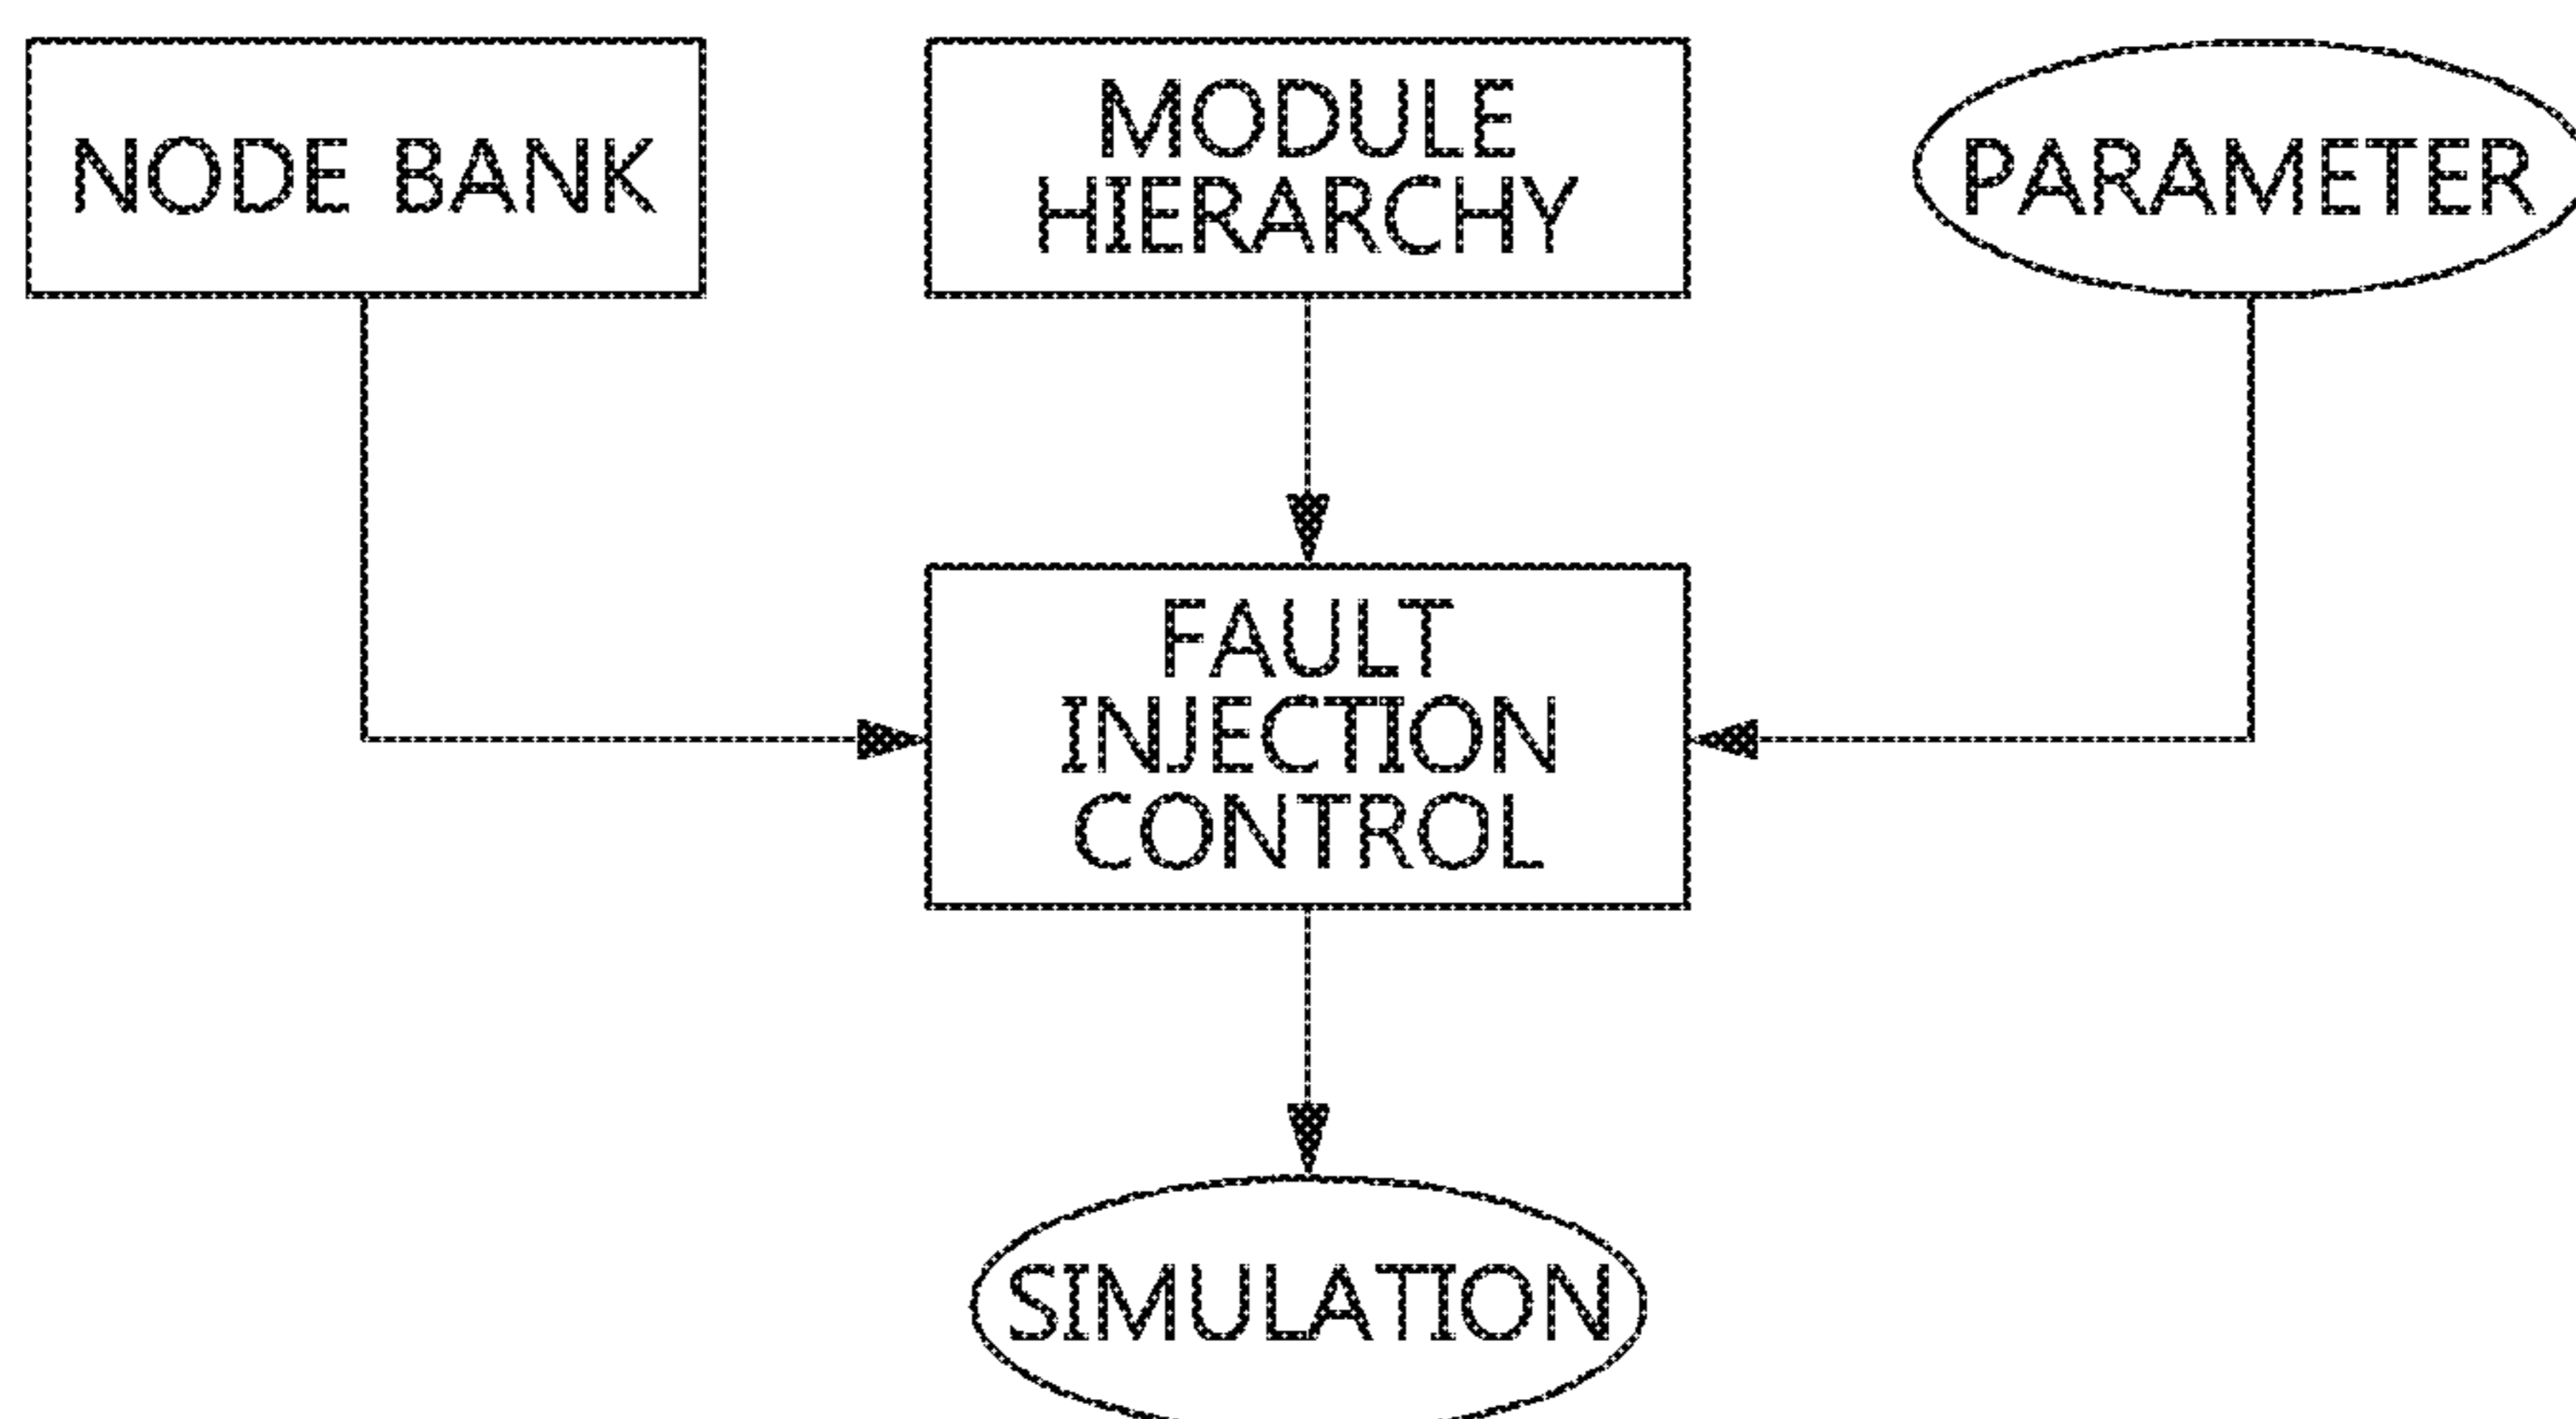 NODE BANK
MODULE
HIERARCHY
PARAMETER
FAULT
INJECTION
CONTROL
SIMULATION